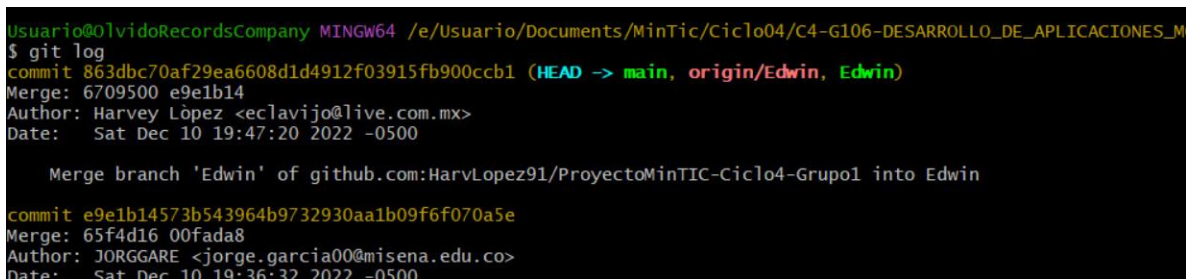 Usuario@OlvidoRecordsCompany MINGW64 /e/Usuario/Documents/MinTic/Ciclo04/C4-G106-DESARROLLO_DE_APLICACIONES_M
$ git log
commit 863dbc70af29ea6608d1d4912f03915fb900ccb1 (HEAD -> main, origin/Edwin, Edwin)
Merge: 6709500 e9e1b14
Author: Harvey Lòpez <eclavijo@live.com.mx>
Date:   Sat Dec 10 19:47:20 2022 -0500
Merge branch 'Edwin' of github.com:HarvLopez91/ProyectoMinTIC-Ciclo4-Grupo1 into Edwin
commit e9e1b14573b543964b9732930aa1b09f6f070a5e
Merge: 65f4d16 00fada8
Author: JORGGARE <jorge.garcia00@misena.edu.co>
Date:   Sat Dec 10 19:36:32 2022 -0500